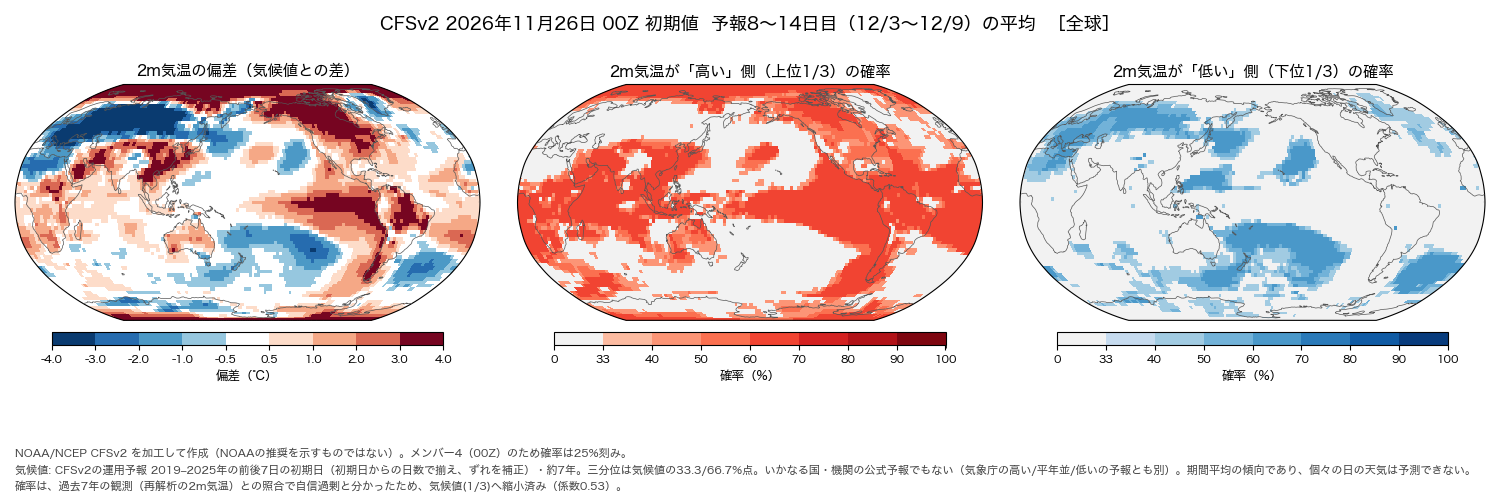 CFSv2 2026年11月26日 00Z 初期値 予報8～14日目（12/3～12/9）の平均 ［全球］
2m気温の偏差（気候値との差）
2m気温が「高い」側（上位1/3）の確率
2m気温が「低い」側（下位1/3）の確率
-4.0 -3.0 -2.0 -1.0 -0.5 0.5 1.0 2.0 3.0 4.0
偏差（℃）
0 33 40 50 60 70 80 90 100
確率（%）
0 33 40 50 60 70 80 90 100
確率（%）
NOAA/NCEP CFSv2 を加工して作成（NOAAの推奨を示すものではない）。メンバー4（00Z）のため確率は25%刻み。
気候値: CFSv2の運用予報 2019–2025年の前後7日の初期日（初期日からの日数で揃え、ずれを補正）・約7年。三分位は気候値の33.3/66.7%点。いかなる国・機関の公式予報でもない（気象庁の高い/平年並/低いの予報とも別）。期間平均の傾向であり、個々の日の天気は予測できない。
確率は、過去7年の観測（再解析の2m気温）との照合で自信過剰と分かったため、気候値(1/3)へ縮小済み（係数0.53）。